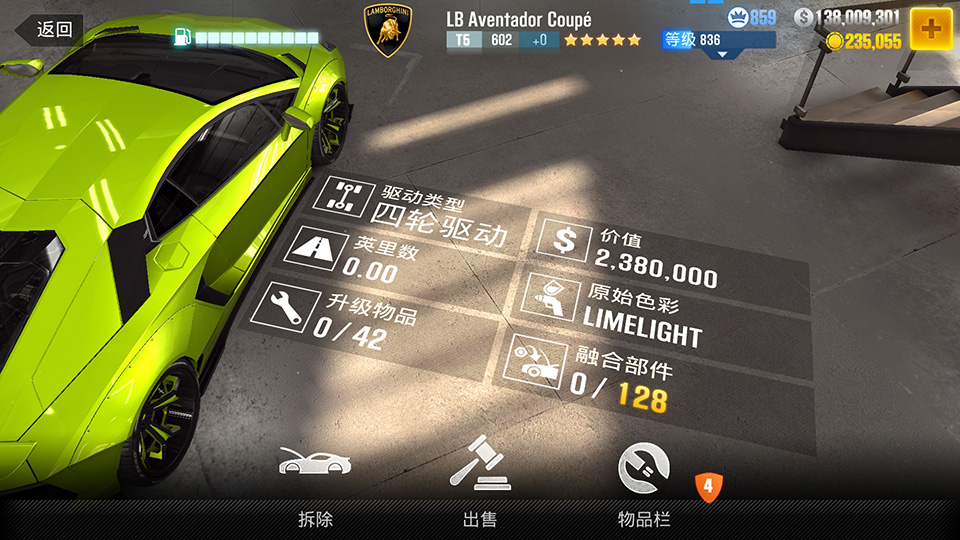 返回
LAMBORGHINI
LB Aventador Coupé
T5 602 +0
859
138,009,301
等级 836
235,055
驱动类型
四轮驱动
英里数
0.00
升级物品
0 / 42
$
价值
2,380,000
原始色彩
LIMELIGHT
融合部件
0 / 128
4
拆除
出售
物品栏